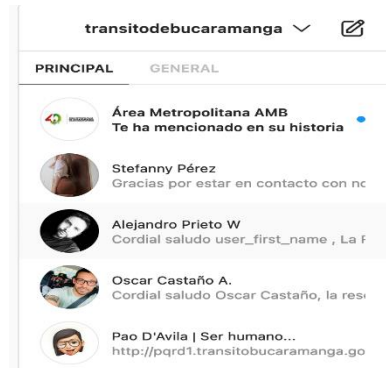 transitodebucaramanga
PRINCIPAL GENERAL
Área Metropolitana AMB
Te ha mencionado en su historia
Stefanny Pérez
Gracias por estar en contacto con
Alejandro Prieto W
Cordial saludo user_first_name , La
Oscar Castaño A.
Cordial saludo Oscar Castaño, la
Pao D'Avila | Ser humano...
http://pqrd1.transitobucaramanga.go